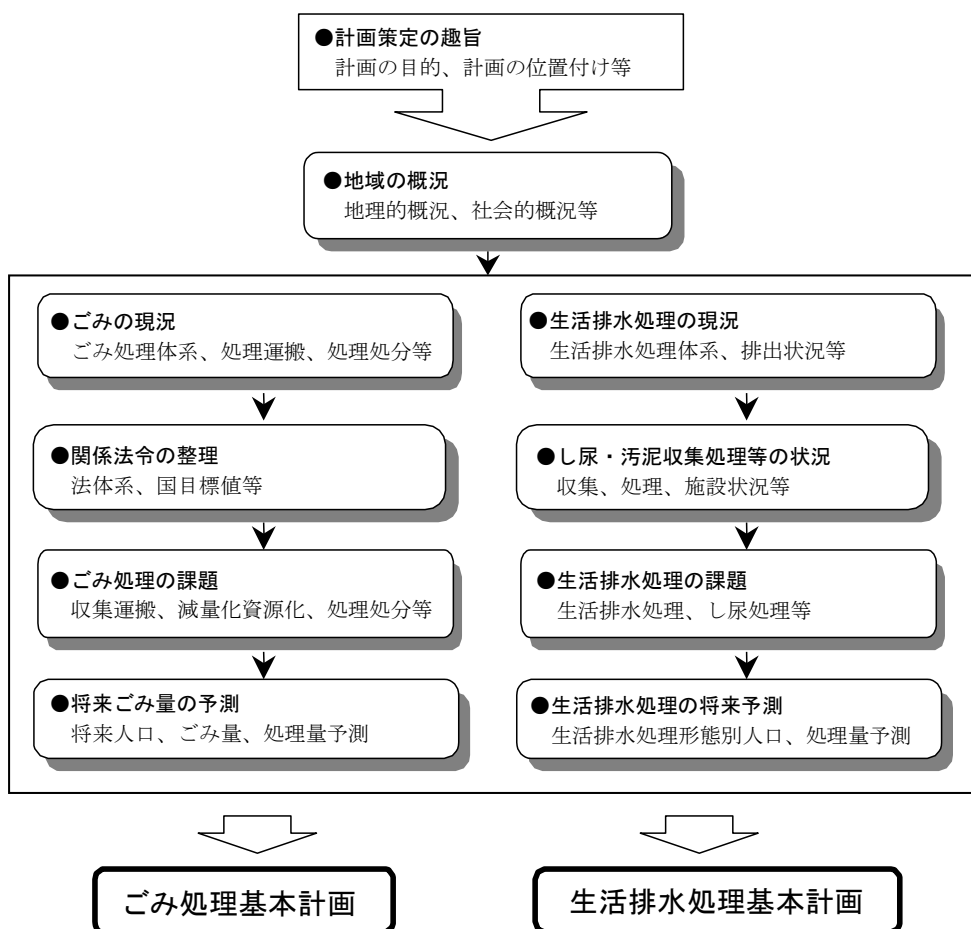 ●計画策定の趣旨
計画の目的、計画の位置付け等
●地域の概況
地理的概況、社会的概況等
●ごみの現況
ごみ処理体系、処理運搬、処理処分等
●関係法令の整理
法体系、国目標値等
●ごみ処理の課題
収集運搬、減量化資源化、処理処分等
●将来ごみ量の予測
将来人口、ごみ量、処理量予測
●生活排水処理の現況
生活排水処理体系、排出状況等
●し尿・汚泥収集処理等の状況
収集、処理、施設状況等
●生活排水処理の課題
生活排水処理、し尿処理等
●生活排水処理の将来予測
生活排水処理形態別人口、処理量予測
ごみ処理基本計画
生活排水処理基本計画